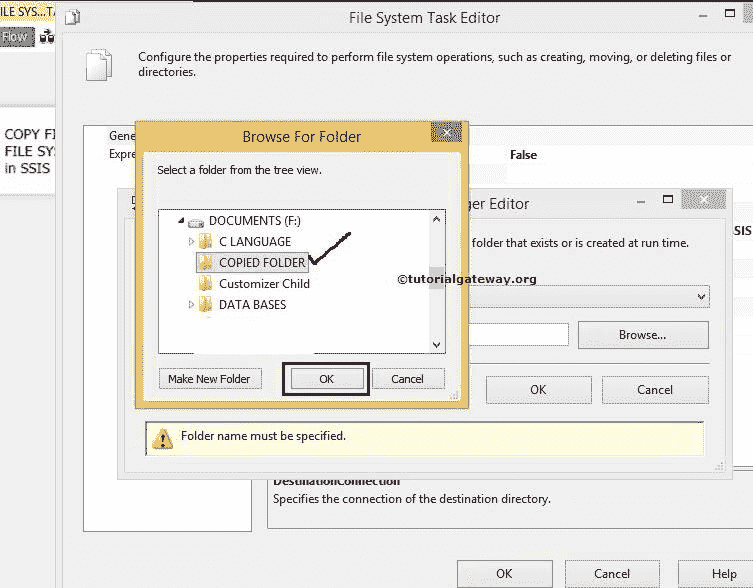 FILE SYS...TA
File System Task Editor
Flow
Configure the properties required to perform file system operations, such as creating, moving, or deleting files or
directories.
COPY FI
FILE SY
in SSIS
Gene
Expre
False
Browse For Folder
Select a folder from the tree view.
ger Editor
SSIS
folder that exists or is created at run time.
DOCUMENTS (F:)
C LANGUAGE
COPIED FOLDER
Customizer Child
DATA BASES
©tutorialgateway.org
Browse...
Make New Folder
OK
Cancel
OK
Cancel
Folder name must be specified.
DestinationConnection
Specifies the connection of the destination directory.
OK
Cancel
Help